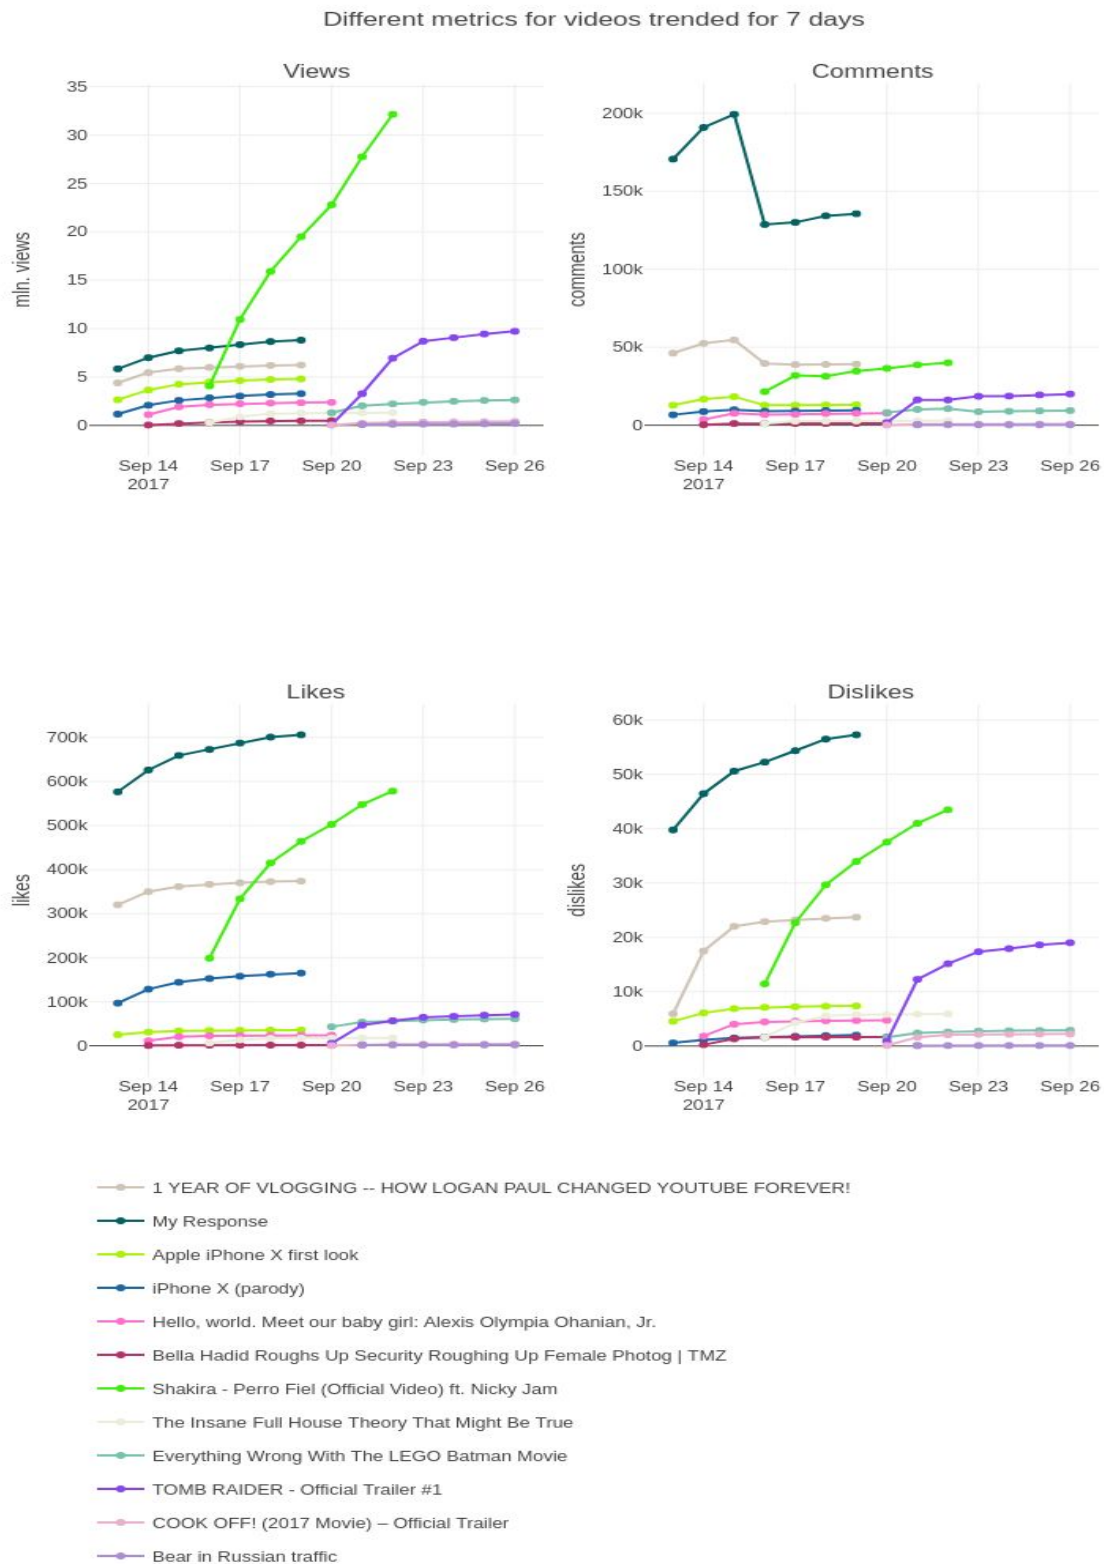 Different metrics for videos trended for 7 days
Views
35
30
25
20
15
10
5
0
mln. views
Sep 14 Sep 17 Sep 20 Sep 23 Sep 26
2017
Comments
200k
150k
100k
50k
0
comments
Sep 14 Sep 17 Sep 20 Sep 23 Sep 26
2017
Likes
700k
600k
500k
400k
300k
200k
100k
0
likes
Sep 14 Sep 17 Sep 20 Sep 23 Sep 26
2017
Dislikes
60k
50k
40k
30k
20k
10k
0
dislikes
Sep 14 Sep 17 Sep 20 Sep 23 Sep 26
2017
1 YEAR OF VLOGGING -- HOW LOGAN PAUL CHANGED YOUTUBE FOREVER!
My Response
Apple iPhone X first look
iPhone X (parody)
Hello, world. Meet our baby girl: Alexis Olympia Ohanian, Jr.
Bella Hadid Roughs Up Security Roughing Up Female Photog | TMZ
Shakira - Perro Fiel (Official Video) ft. Nicky Jam
The Insane Full House Theory That Might Be True
Everything Wrong With The LEGO Batman Movie
TOMB RAIDER - Official Trailer #1
COOK OFF! (2017 Movie) – Official Trailer
Bear in Russian traffic